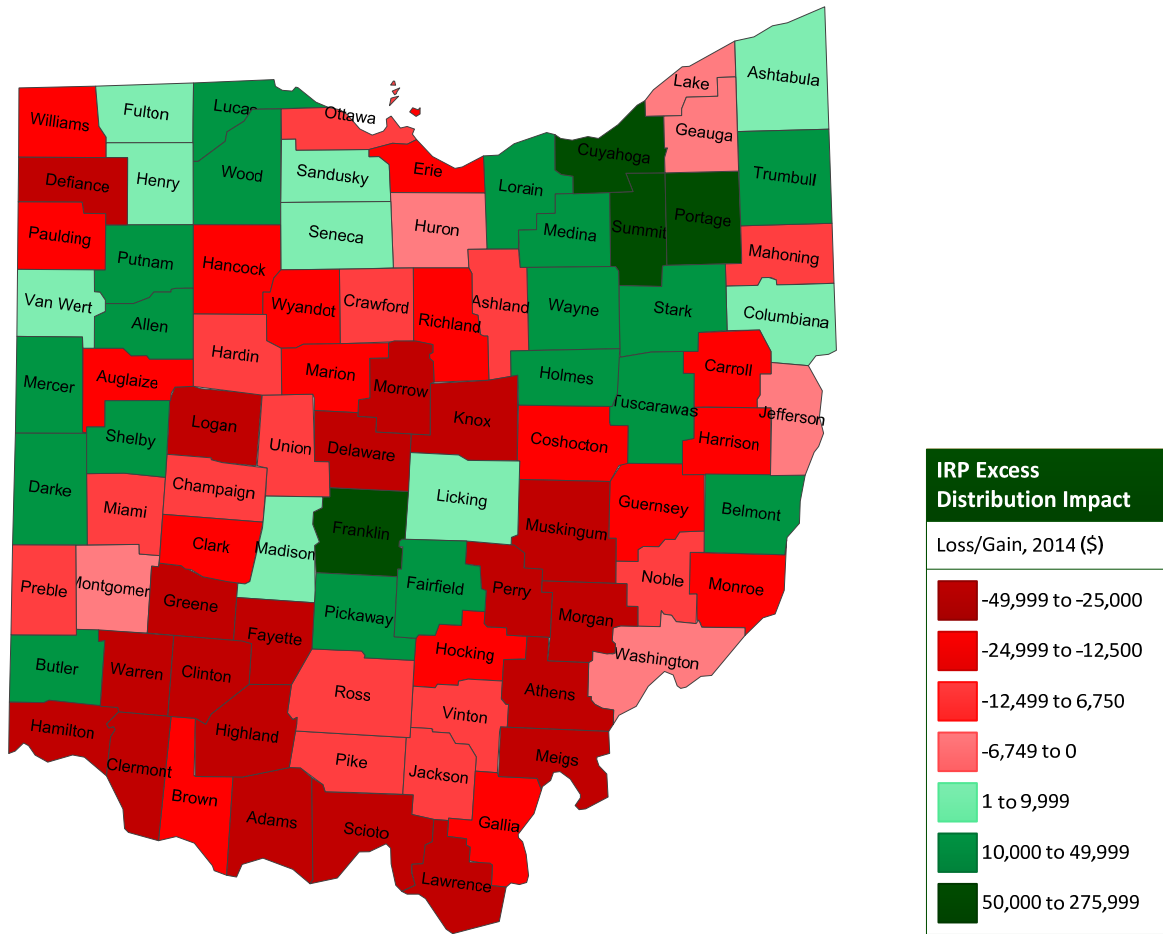 Lake
Ashtabula
Fulton
Lucas
Ottawa
Williams
Geauga
Cuyahoga
Erie
Wood
Sandusky
Henry
Defiance
Lorain
Trumbull
Portage
Summit
Medina
Huron
Seneca
Paulding
Mahoning
Putnam
Hancock
Van Wert
Wyandot
Crawford
Ashland
Richland
Wayne
Stark
Columbiana
Allen
Hardin
Carroll
Marion
Auglaize
Mercer
Morrow
Holmes
Tuscarawas
Jefferson
Knox
Logan
Shelby
Union
Delaware
Coshocton
Harrison
Darke
Champaign
Licking
Miami
Guernsey
Belmont
Muskingum
Franklin
Clark
Madison
Noble
Monroe
Preble
Montgomer
Greene
Fairfield
Perry
Pickaway
Morgan
Fayette
Hocking
Washington
Butler
Warren
Clinton
Ross
Athens
Vinton
Hamilton
Highland
Meigs
Pike
Jackson
Clermont
Brown
Adams
Scioto
Gallia
Lawrence
IRP Excess
Distribution Impact
Loss/Gain, 2014 ($)
-49,999 to -25,000
-24,999 to -12,500
-12,499 to 6,750
-6,749 to 0
1 to 9,999
10,000 to 49,999
50,000 to 275,999